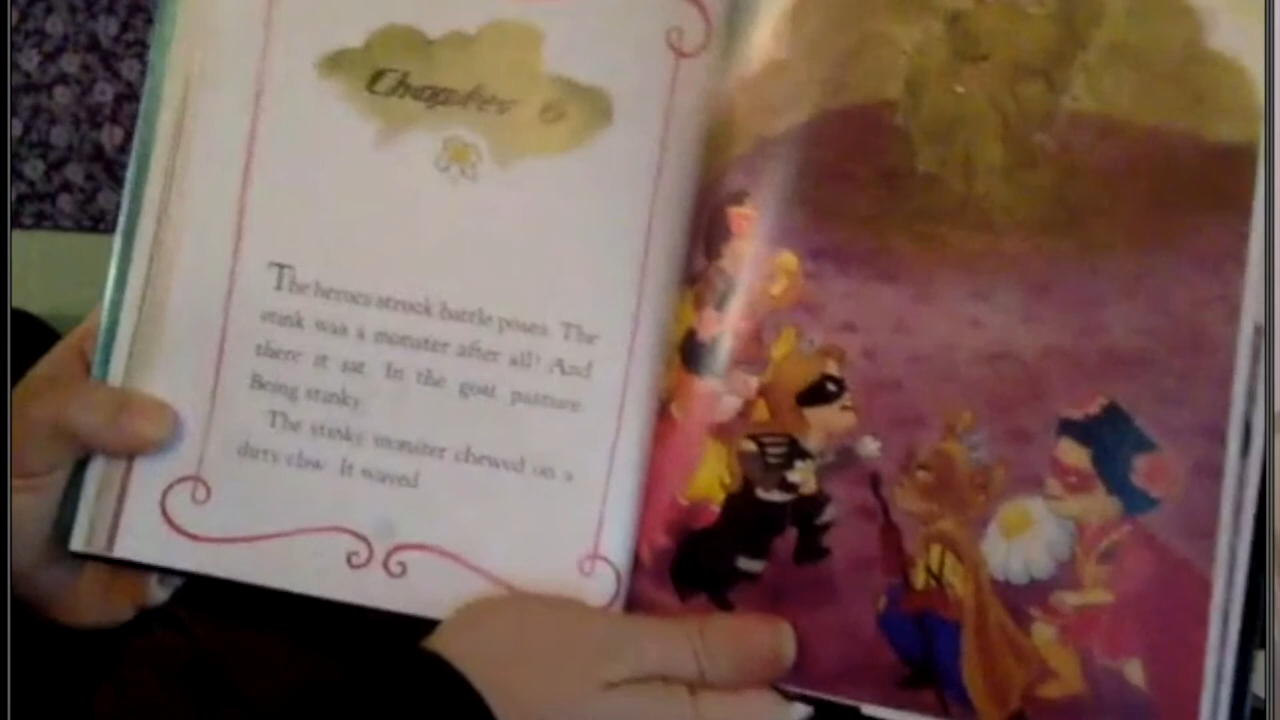 Chapter 6
The heroes struck battle poses. The
stink was a monster after all! And
there it sat. In the goat pasture.
Being stinky.
The stinky monster chewed on a
dirty claw. It waved.